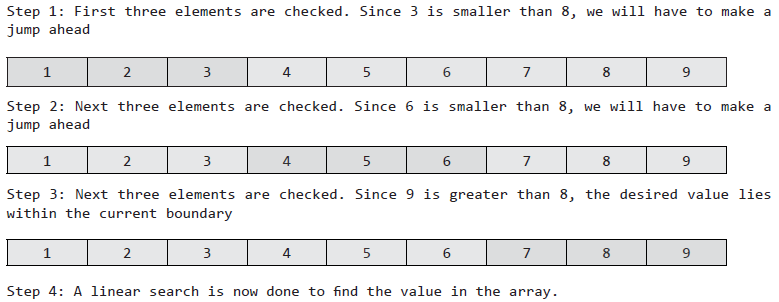 Step 1: First three elements are checked. Since 3 is smaller than 8, we will have to make a
jump ahead
1 2 3 4 5 6 7 8 9
Step 2: Next three elements are checked. Since 6 is smaller than 8, we will have to make a
jump ahead
1 2 3 4 5 6 7 8 9
Step 3: Next three elements are checked. Since 9 is greater than 8, the desired value lies
within the current boundary
1 2 3 4 5 6 7 8 9
Step 4: A linear search is now done to find the value in the array.